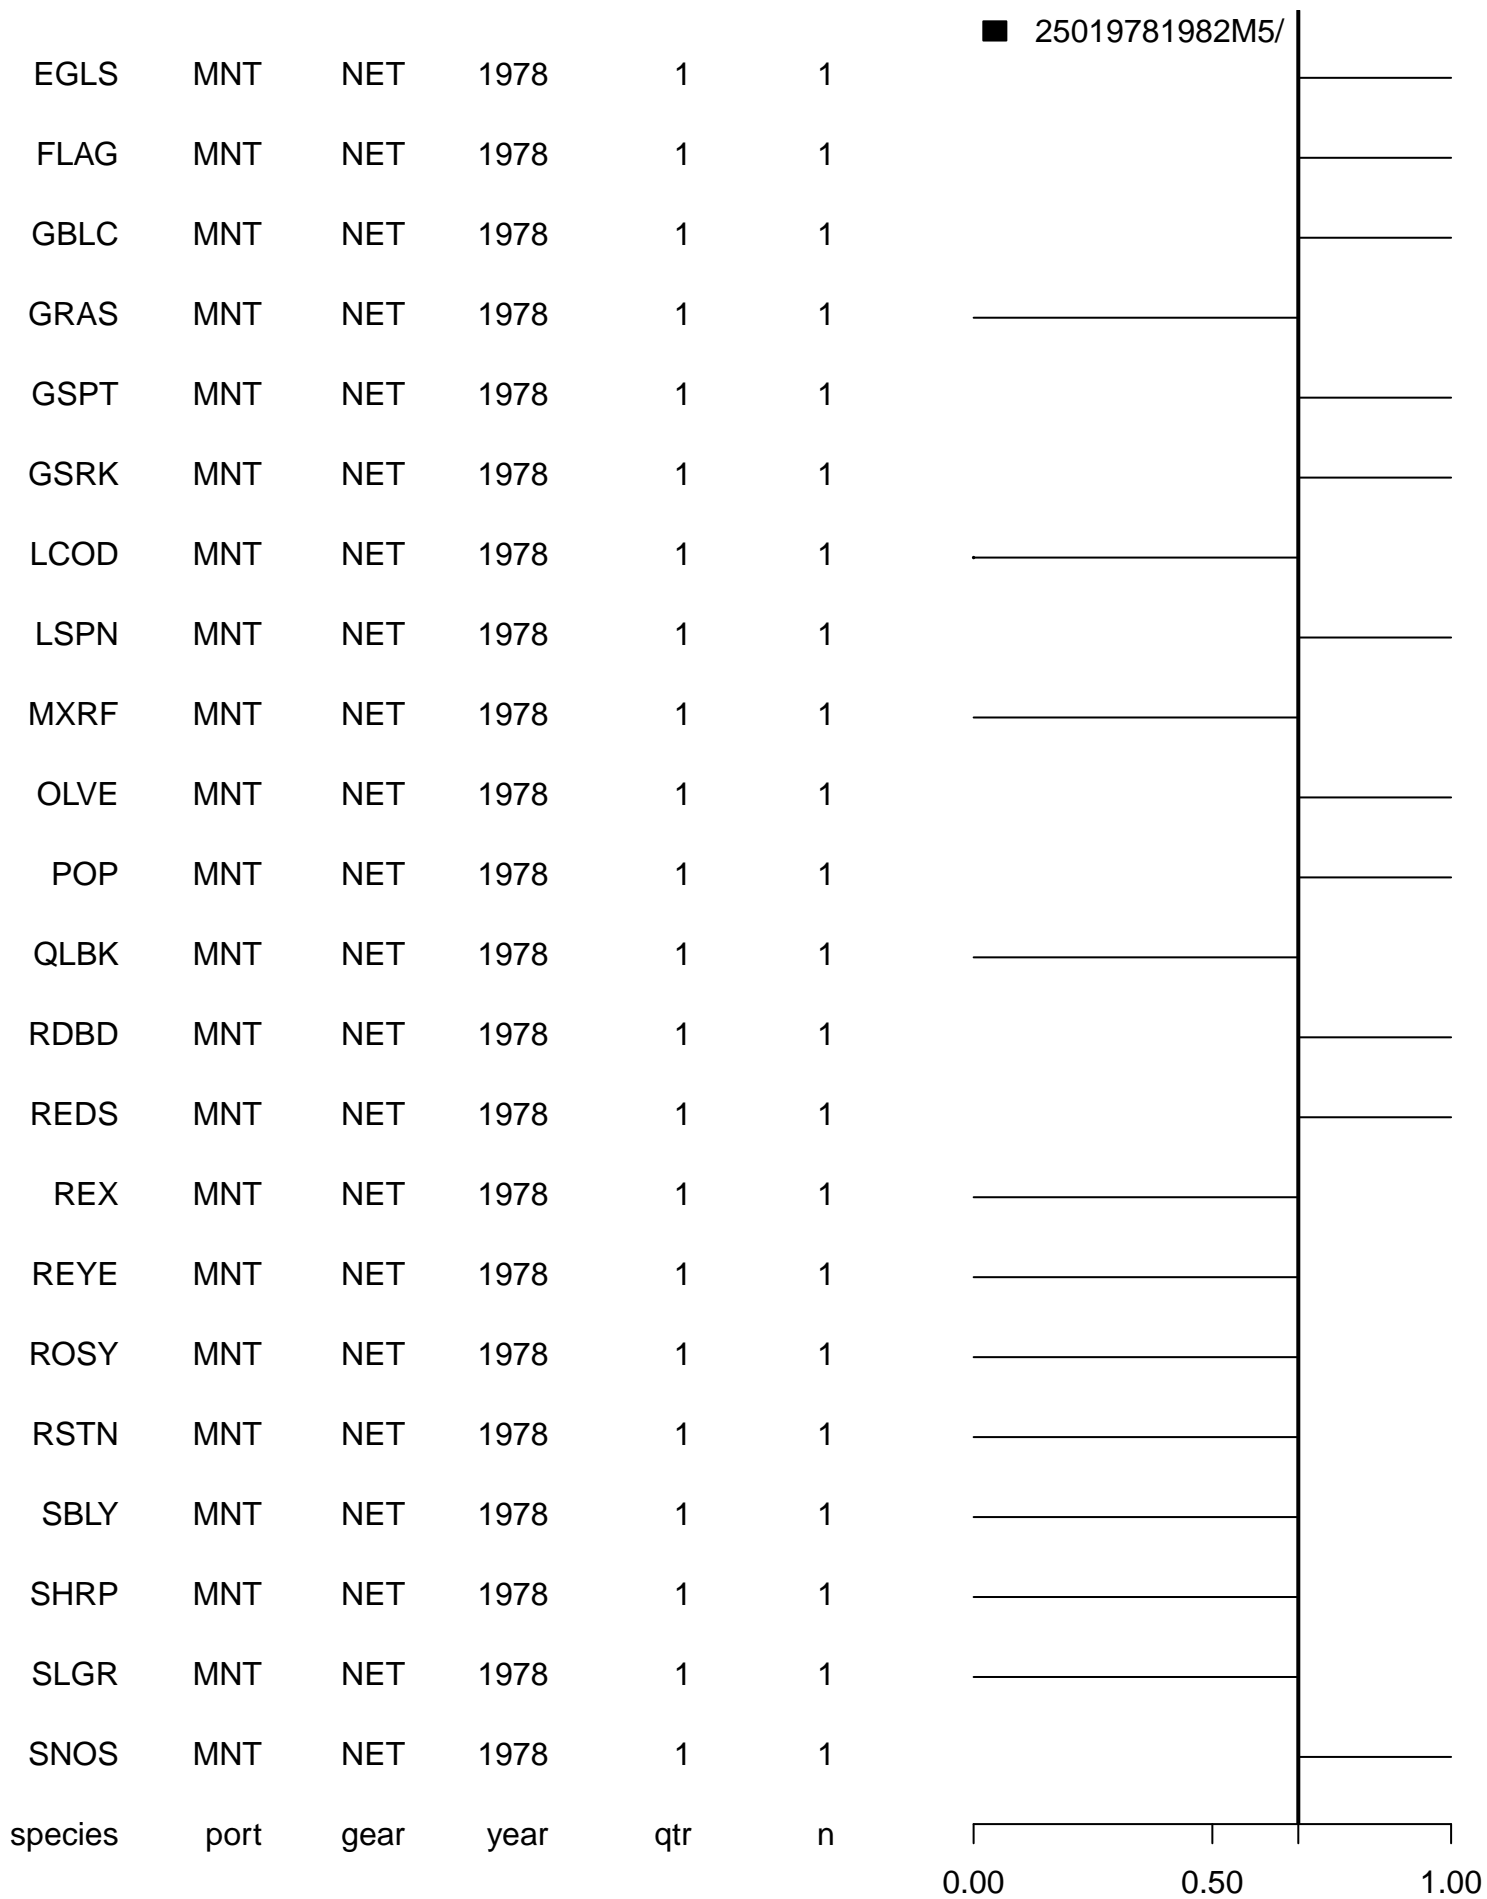 25019781982M5/
EGLS MNT NET 1978 1 1
FLAG MNT NET 1978 1 1
GBLC MNT NET 1978 1 1
GRAS MNT NET 1978 1 1
GSPT MNT NET 1978 1 1
GSRK MNT NET 1978 1 1
LCOD MNT NET 1978 1 1
LSPN MNT NET 1978 1 1
MXRF MNT NET 1978 1 1
OLVE MNT NET 1978 1 1
POP MNT NET 1978 1 1
QLBK MNT NET 1978 1 1
RDBD MNT NET 1978 1 1
REDS MNT NET 1978 1 1
REX MNT NET 1978 1 1
REYE MNT NET 1978 1 1
ROSY MNT NET 1978 1 1
RSTN MNT NET 1978 1 1
SBLY MNT NET 1978 1 1
SHRP MNT NET 1978 1 1
SLGR MNT NET 1978 1 1
SNOS MNT NET 1978 1 1
species port gear year qtr n
0.00 0.50 1.00